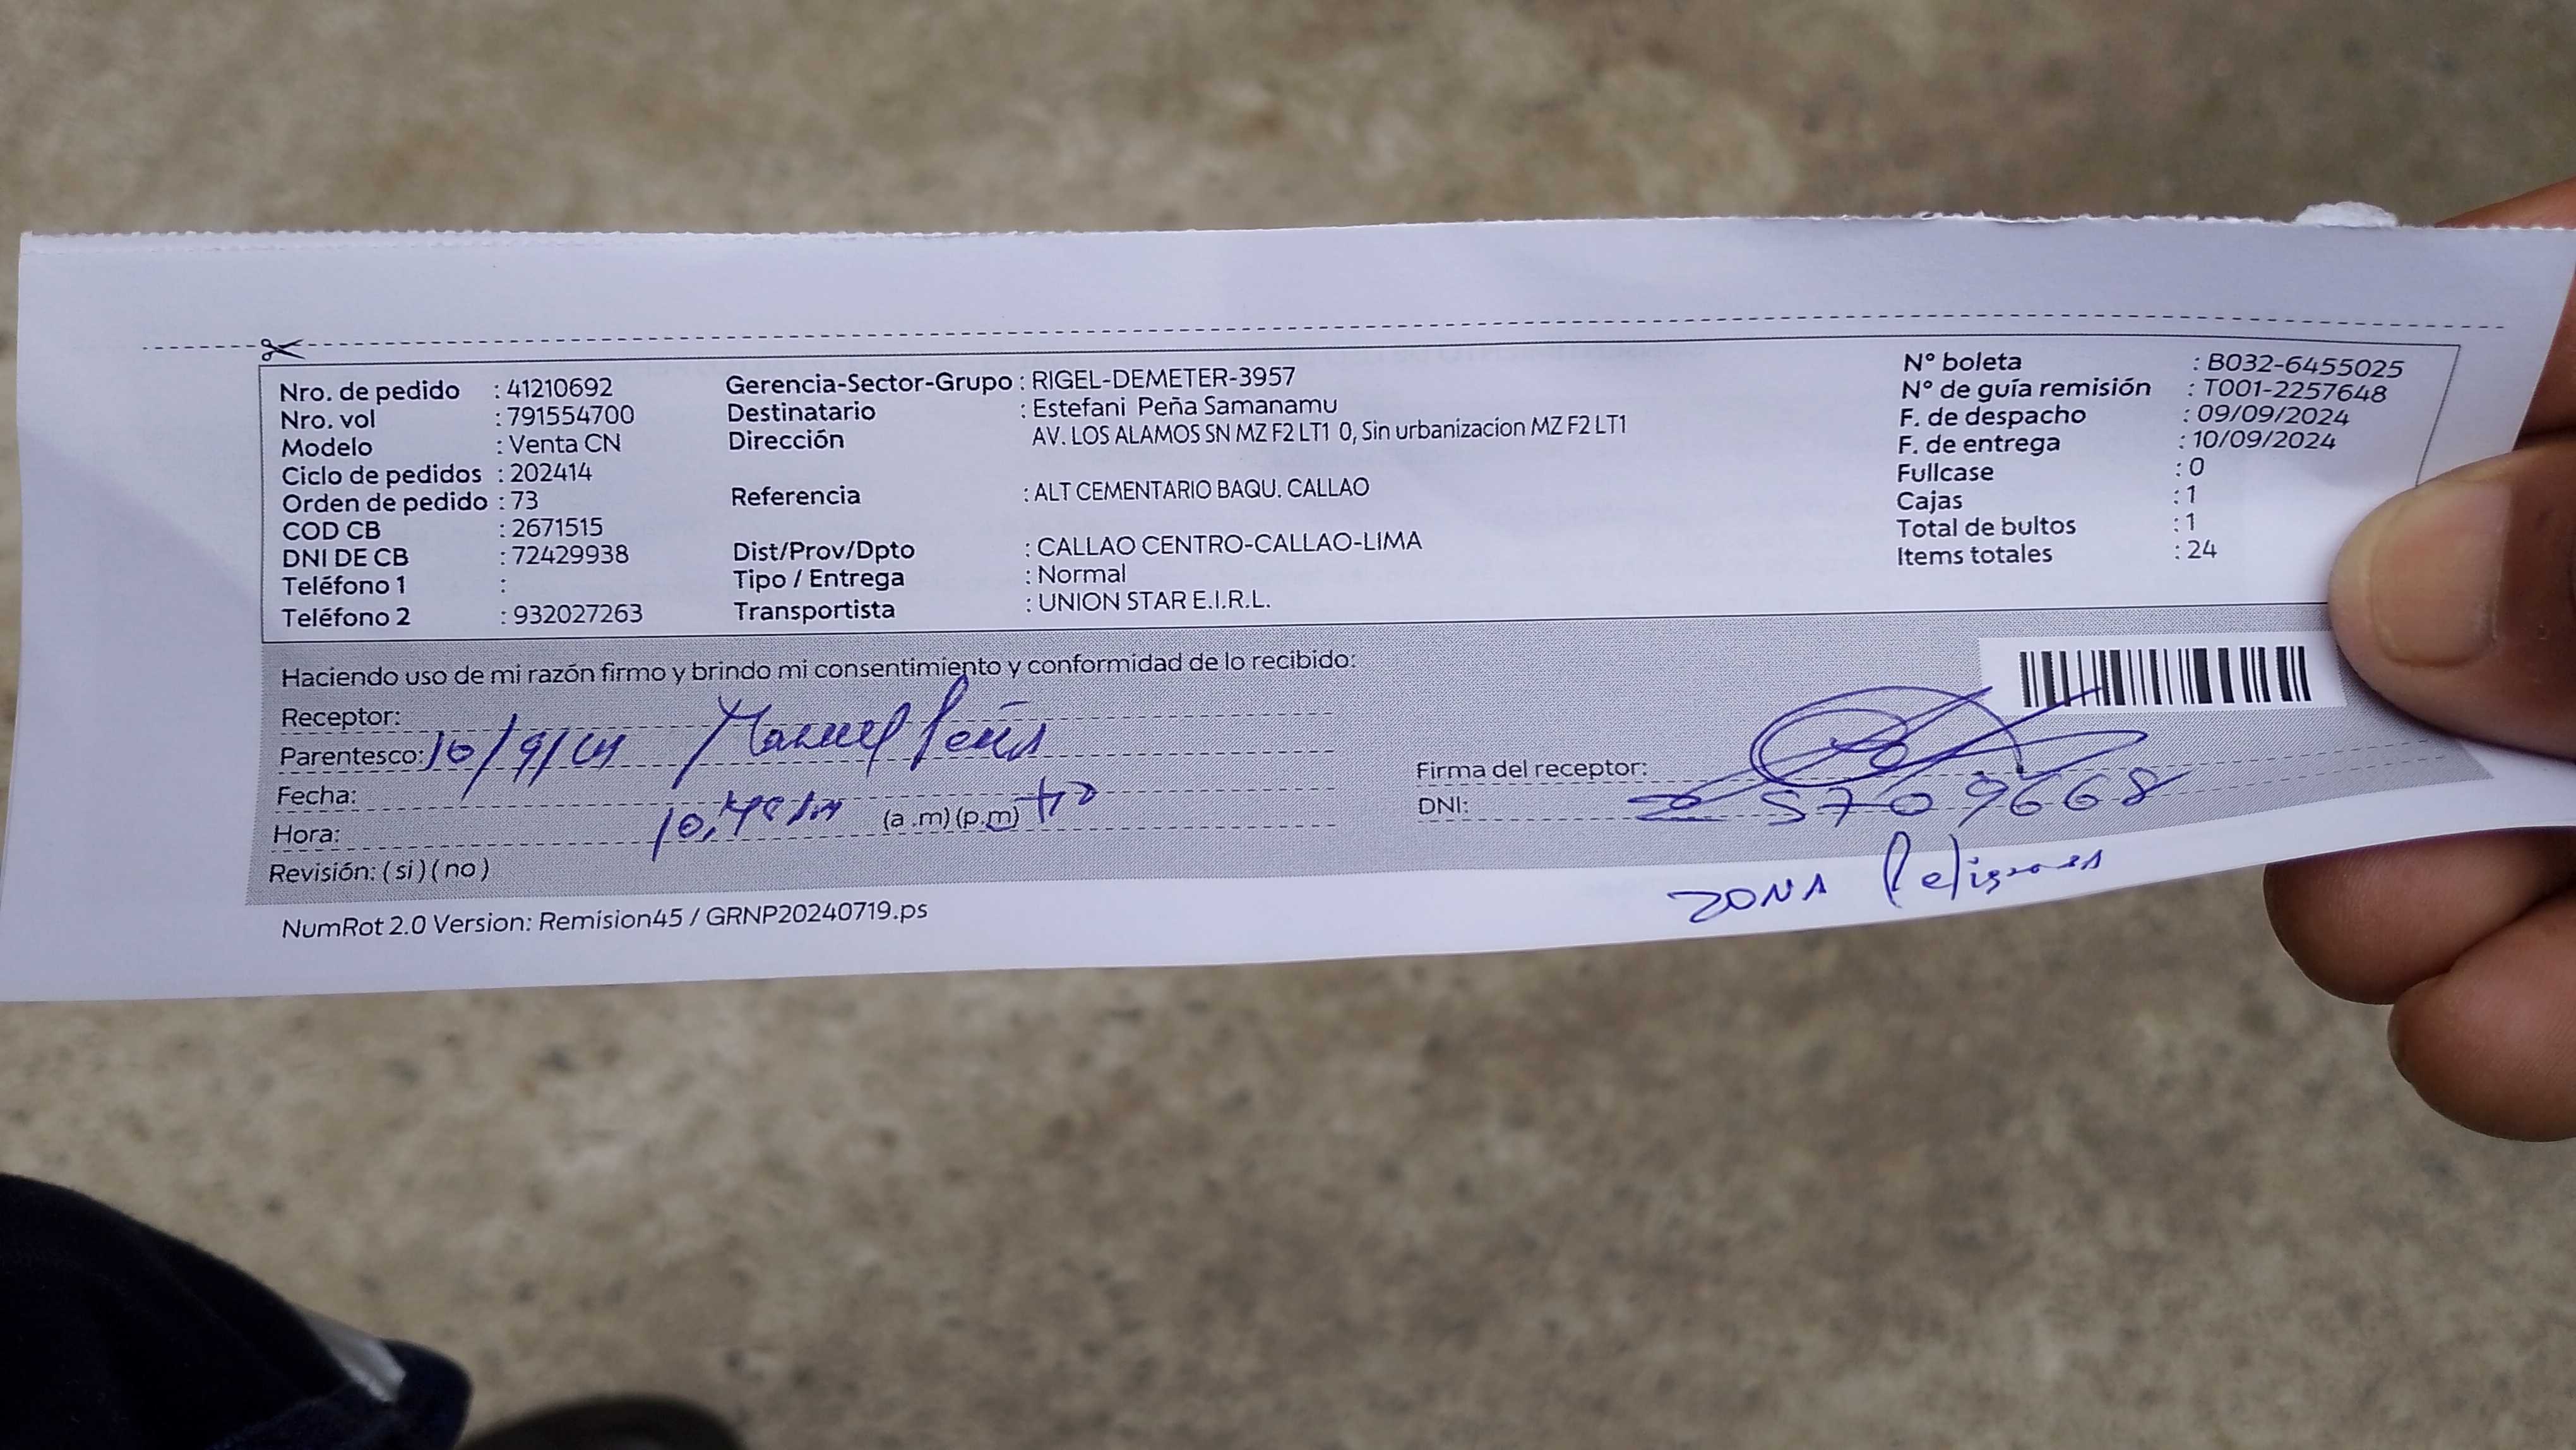 Nro. de pedido : 41210692
Nro. vol : 791554700
Modelo : Venta CN
Ciclo de pedidos : 202414
Orden de pedido : 73
COD CB : 2671515
DNI DE CB : 72429938
Teléfono 1 :
Teléfono 2 : 932027263
Gerencia-Sector-Grupo : RIGEL-DEMETER-3957
Destinatario : Estefani Peña Samanamu
Dirección AV. LOS ALAMOS SN MZ F2 LT1 0, Sin urbanizacion MZ F2 LT1
Referencia : ALT CEMENTARIO BAQU. CALLAO
Dist/Prov/Dpto : CALLAO CENTRO-CALLAO-LIMA
Tipo / Entrega : Normal
Transportista : UNION STAR E.I.R.L.
N° boleta : B032-6455025
N° de guía remisión : T001-2257648
F. de despacho : 09/09/2024
F. de entrega : 10/09/2024
Fullcase : 0
Cajas : 1
Total de bultos : 1
Items totales : 24
Haciendo uso de mi razón firmo y brindo mi consentimiento y conformidad de lo recibido:
Receptor:
Parentesco: Manuel Peña
Fecha:
Hora: (a .m) (p.m)
Revisión: ( si ) ( no )
Firma del receptor:
DNI: 5709668
ZONA Peligrosa
NumRot 2.0 Version: Remision45 / GRNP20240719.ps